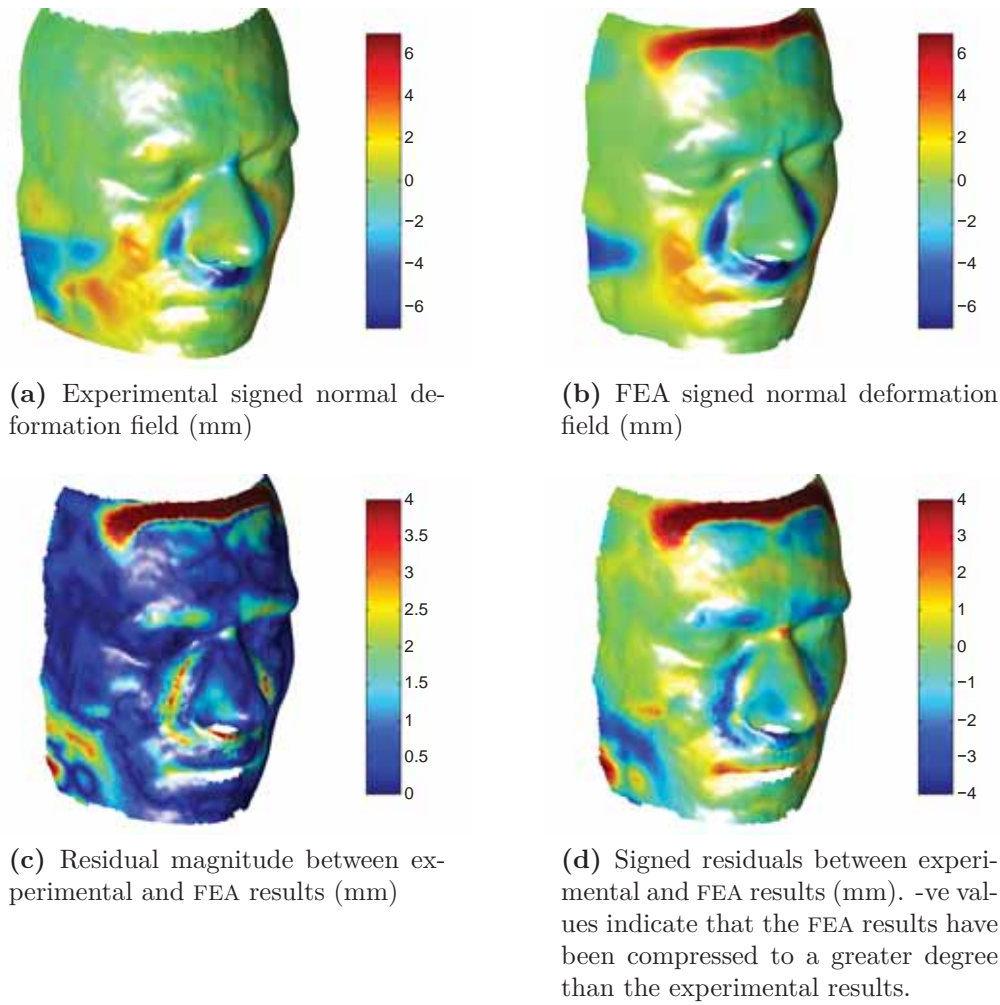 6
4
2
0
−2
−4
−6
6
4
2
0
−2
−4
−6
(a) Experimental signed normal de-
formation field (mm)
(b) FEA signed normal deformation
field (mm)
4
3.5
3
2.5
2
1.5
1
0.5
0
4
3
2
1
0
−1
−2
−3
−4
(c) Residual magnitude between ex-
perimental and FEA results (mm)
(d) Signed residuals between experi-
mental and FEA results (mm). -ve val-
ues indicate that the FEA results have
been compressed to a greater degree
than the experimental results.